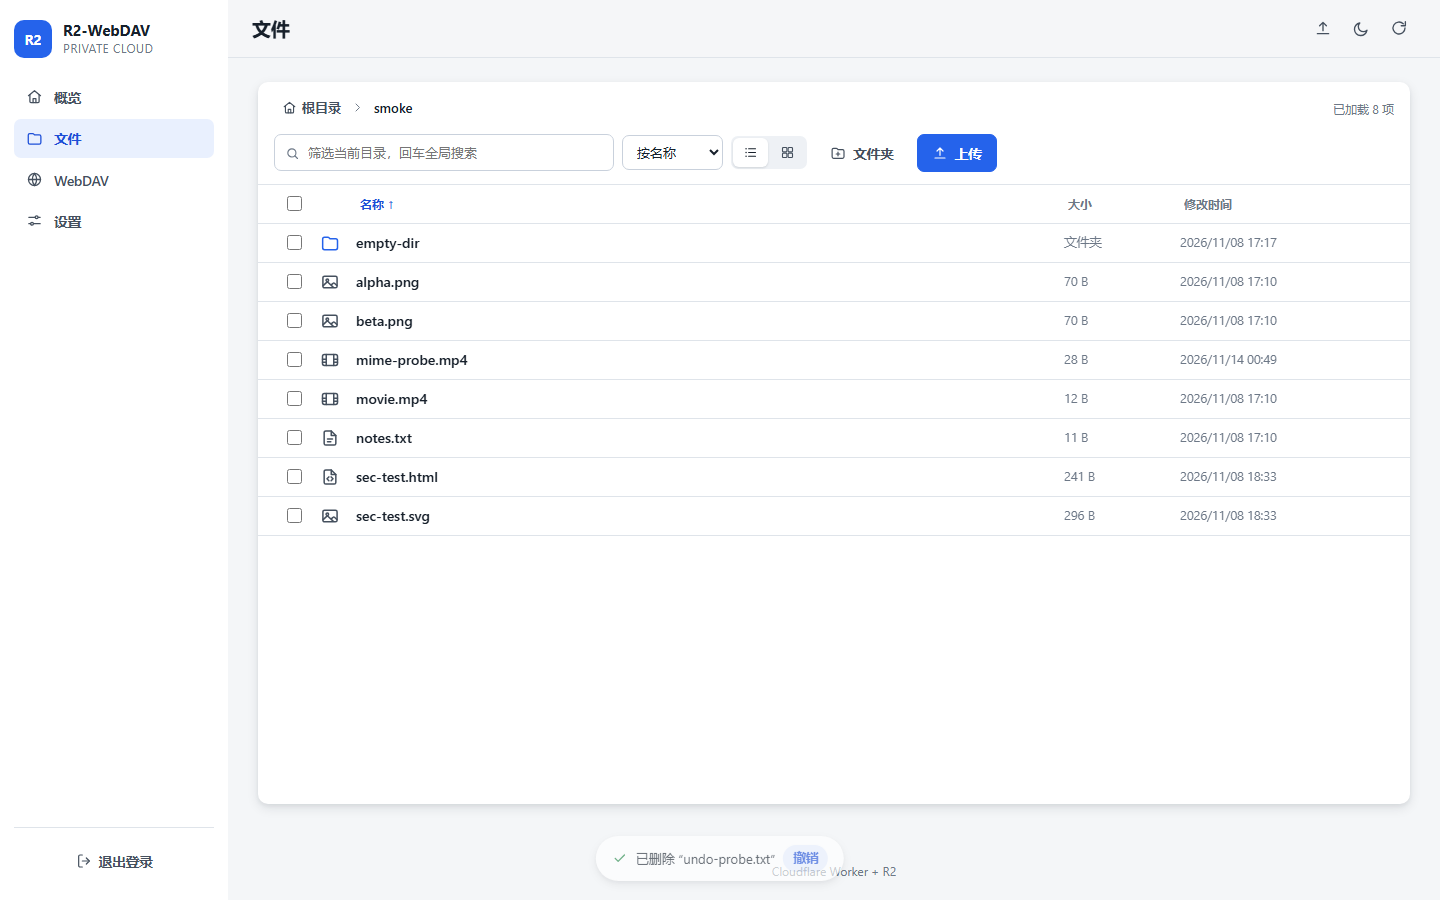 R2
R2-WebDAV
PRIVATE CLOUD
概览
文件
WebDAV
设置
退出登录
文件
根目录 > smoke
已加载 8 项
筛选当前目录，回车全局搜索
按名称
文件夹
上传
名称 ↑ 大小 修改时间
empty-dir 文件夹 2026/11/08 17:17
alpha.png 70 B 2026/11/08 17:10
beta.png 70 B 2026/11/08 17:10
mime-probe.mp4 28 B 2026/11/14 00:49
movie.mp4 12 B 2026/11/08 17:10
notes.txt 11 B 2026/11/08 17:10
sec-test.html 241 B 2026/11/08 18:33
sec-test.svg 296 B 2026/11/08 18:33
已删除 “undo-probe.txt” 撤销
Cloudflare Worker + R2